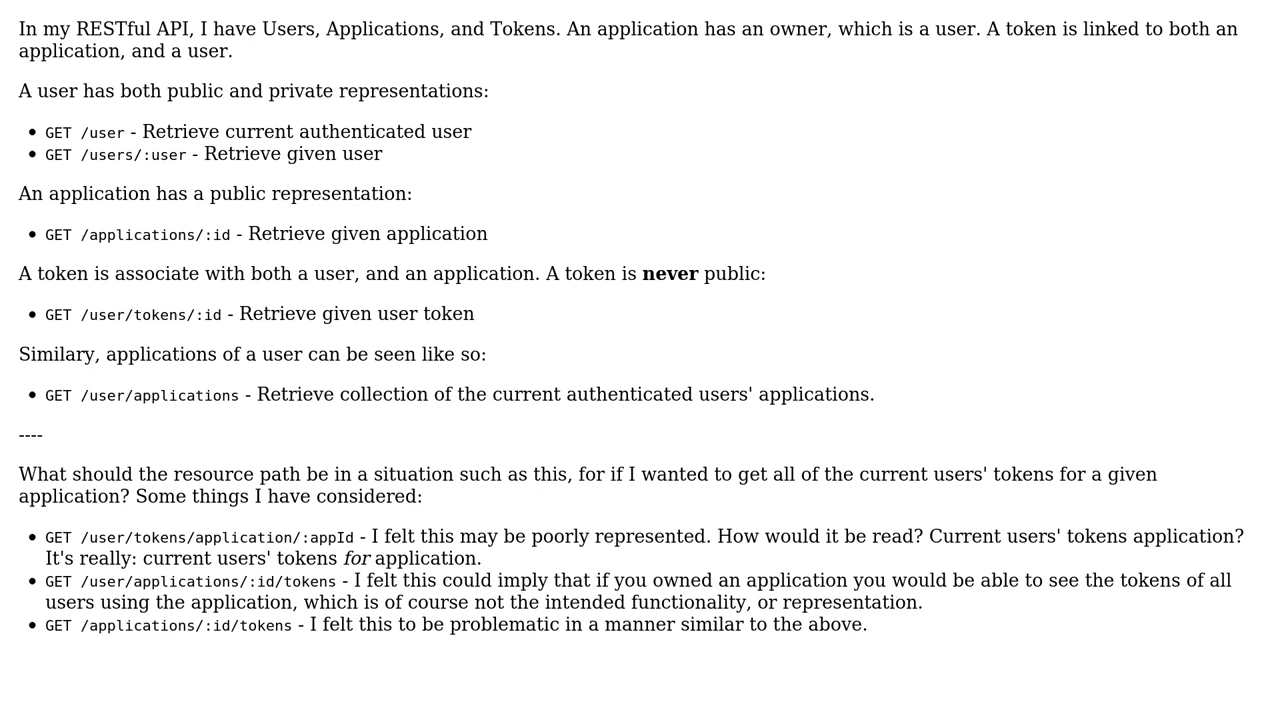 In my RESTful API, I have Users, Applications, and Tokens. An application has an owner, which is a user. A token is linked to both an
application, and a user.
A user has both public and private representations:
• GET /user - Retrieve current authenticated user
• GET /users/:user - Retrieve given user
An application has a public representation:
• GET /applications/:id - Retrieve given application
A token is associate with both a user, and an application. A token is never public:
• GET /user/tokens/:id - Retrieve given user token
Similary, applications of a user can be seen like so:
• GET /user/applications - Retrieve collection of the current authenticated users' applications.
----
What should the resource path be in a situation such as this, for if I wanted to get all of the current users' tokens for a given
application? Some things I have considered:
• GET /user/tokens/application/:appId - I felt this may be poorly represented. How would it be read? Current users' tokens application?
It's really: current users' tokens for application.
• GET /user/applications/:id/tokens - I felt this could imply that if you owned an application you would be able to see the tokens of all
users using the application, which is of course not the intended functionality, or representation.
• GET /applications/:id/tokens - I felt this to be problematic in a manner similar to the above.